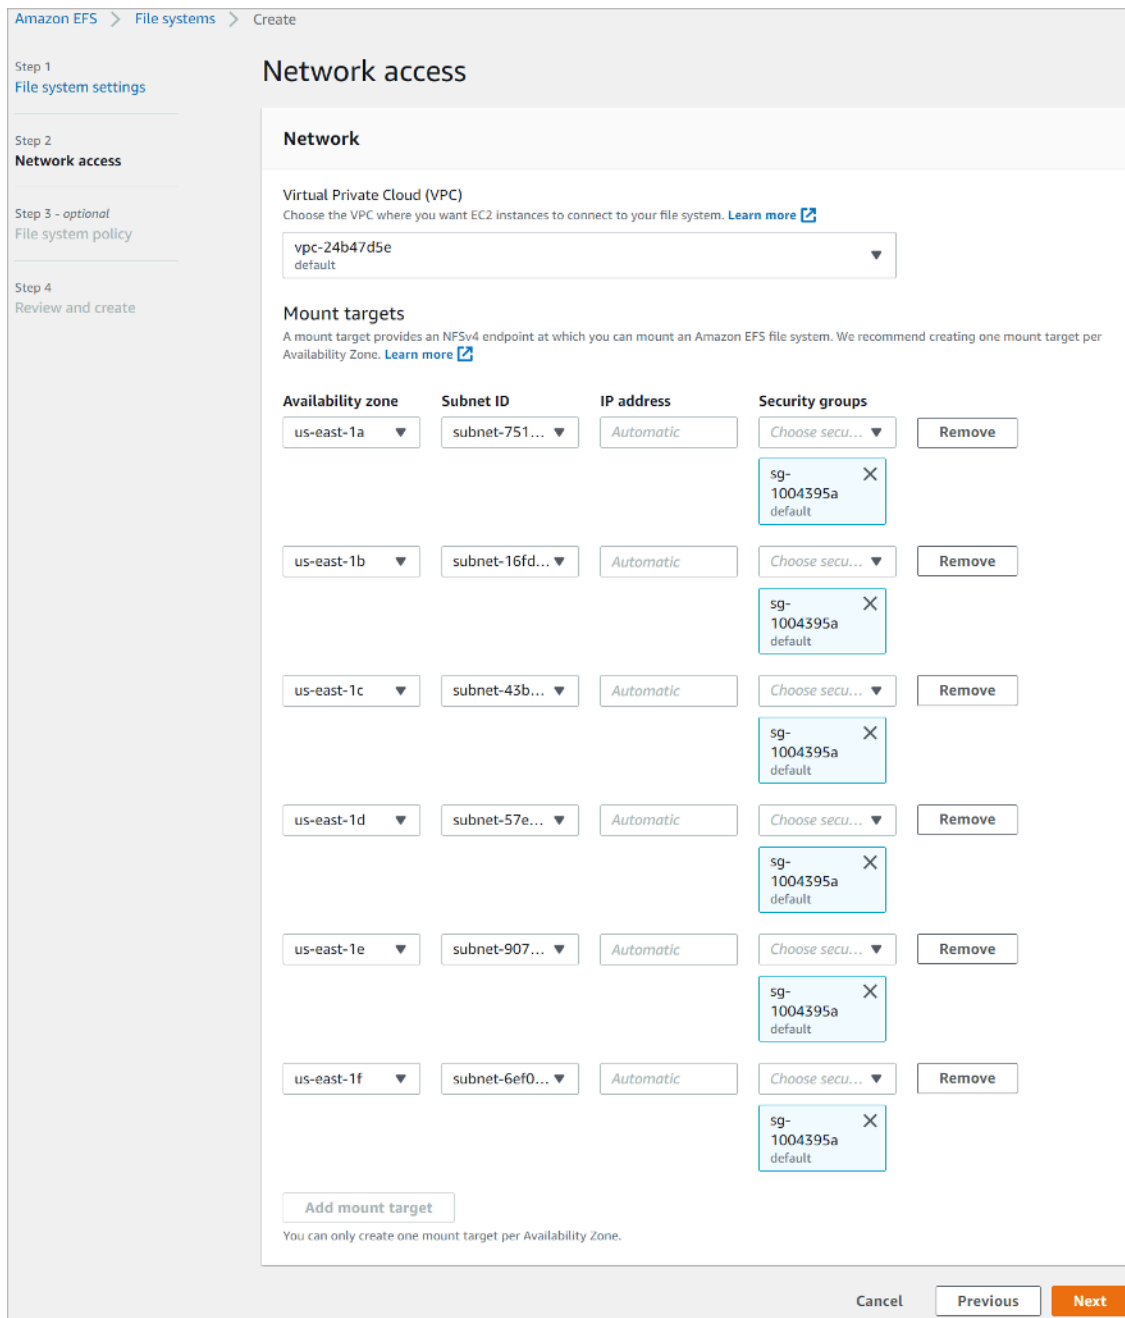 Amazon EFS > File systems > Create
Step 1
File system settings
Step 2
Network access
Step 3 - optional
File system policy
Step 4
Review and create
Network access
Network
Virtual Private Cloud (VPC)
Choose the VPC where you want EC2 instances to connect to your file system. Learn more
vpc-24b47d5e
default
Mount targets
A mount target provides an NFSv4 endpoint at which you can mount an Amazon EFS file system. We recommend creating one mount target per
Availability Zone. Learn more
Availability zone Subnet ID IP address Security groups
us-east-1a subnet-751... Automatic Choose secu... Remove
sg-
1004395a
default
us-east-1b subnet-16fd... Automatic Choose secu... Remove
sg-
1004395a
default
us-east-1c subnet-43b... Automatic Choose secu... Remove
sg-
1004395a
default
us-east-1d subnet-57e... Automatic Choose secu... Remove
sg-
1004395a
default
us-east-1e subnet-907... Automatic Choose secu... Remove
sg-
1004395a
default
us-east-1f subnet-6ef0... Automatic Choose secu... Remove
sg-
1004395a
default
Add mount target
You can only create one mount target per Availability Zone.
Cancel Previous Next